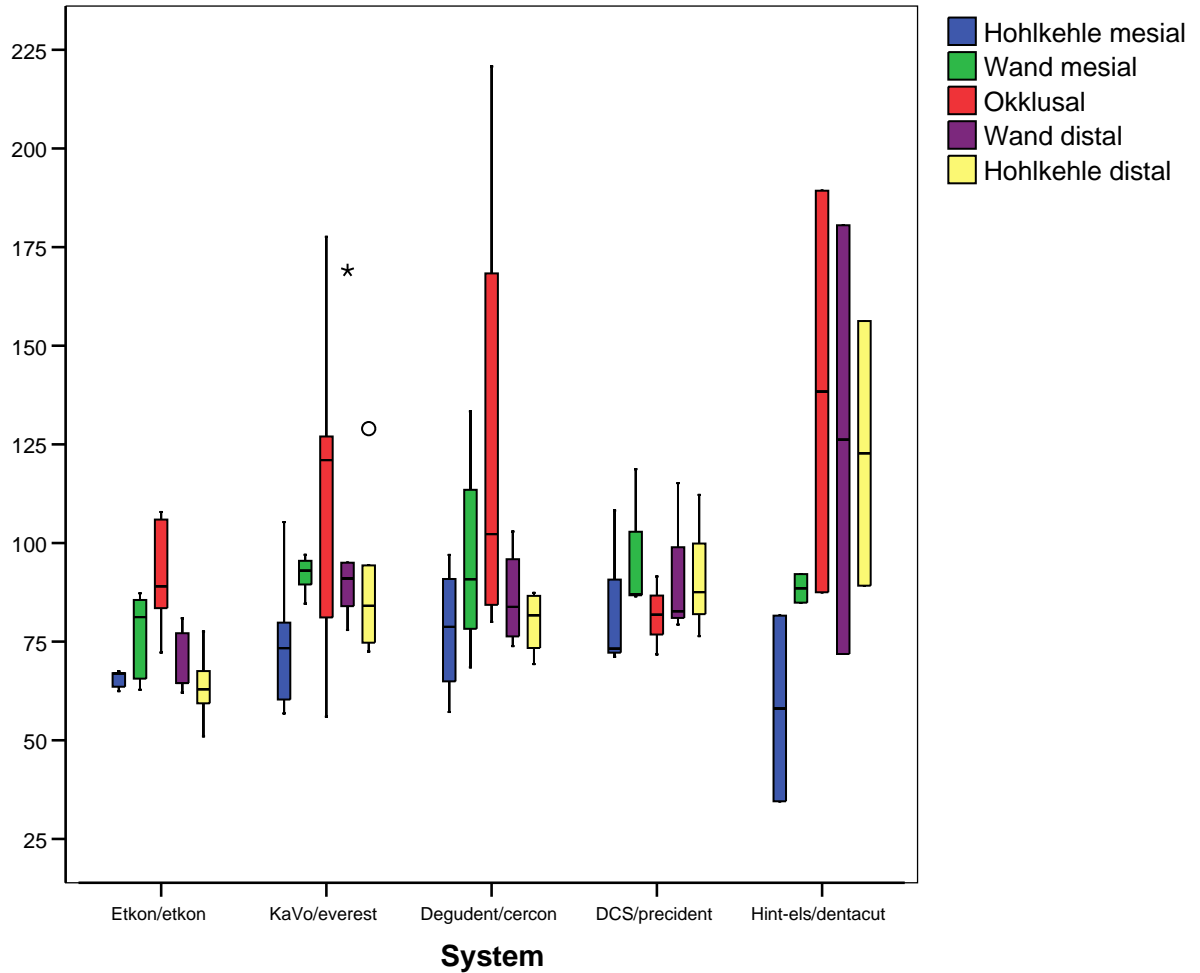 Hohlkehle mesial
Wand mesial
Okklusal
Wand distal
Hohlkehle distal
225
200
175
150
125
100
75
50
25
Etkon/etkon
KaVo/everest
Degudent/cercon
DCS/precident
Hint-els/dentacut
System